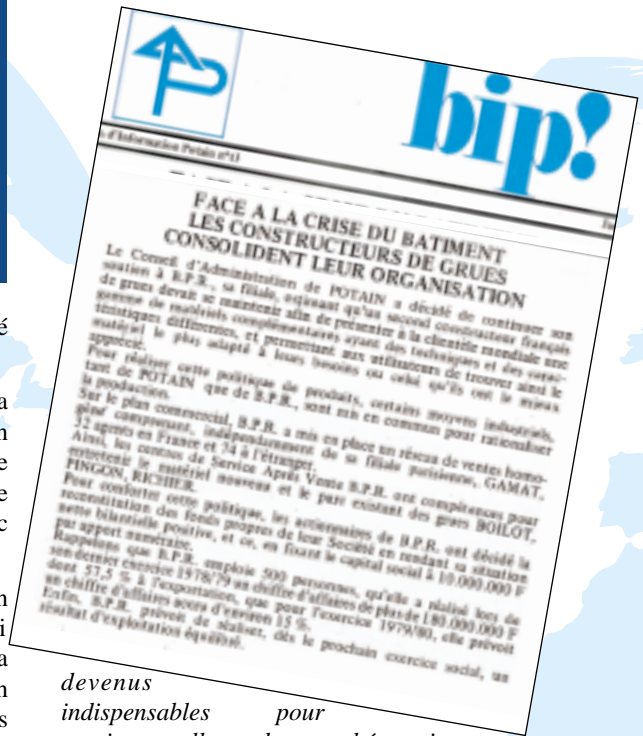 bip!
s d'Information Potain n°13
FACE A LA CRISE DU BATIMENT
LES CONSTRUCTEURS DE GRUES
CONSOLIDENT LEUR ORGANISATION
Le Conseil d'Administration de POTAIN a décidé de continuer son
soutien à B.P.R., sa filiale, estimant qu'un second constructeur français
de grues devait se maintenir afin de présenter à la clientèle mondiale une
gamme de matériels complémentaires ayant des techniques et des carac-
téristiques différentes, et permettant aux utilisateurs de trouver ainsi le
matériel le plus adapté à leurs besoins ou celui qu'ils ont le mieux
apprécié.
Pour réaliser cette politique de produits, certains moyens industriels,
tant de POTAIN que de B.P.R., sont mis en commun pour rationaliser
la production.
Sur le plan commercial, B.P.R. a mis en place un réseau de ventes homo-
gène comprenant, indépendamment de sa filiale parisienne, GAMAT,
32 agents en France et 74 à l'étranger.
Ainsi, les centres de Service Après Vente B.P.R. ont compétences pour
entretenir le matériel nouveau et le parc existant des grues BOILOT,
PINGON, RICHIER.
Pour conforter cette politique, les actionnaires de B.P.R. ont décidé la
reconstitution des fonds propres de leur Société en rendant sa situation
nette bilantielle positive, et ce, en fixant le capital social à 10.000.000 F
par apport numéraire.
Rappelons que B.P.R. emploie 500 personnes, qu'elle a réalisé lors de
son dernier exercice 1978/79 un chiffre d'affaires de plus de 180.000.000 F
dont 57,5 % à l'exportation, que pour l'exercice 1979/80, elle prévoit
un chiffre d'affaires accru d'environ 15 %.
Enfin, B.P.R. prévoit de réaliser, dès le prochain exercice social, un
résultat d'exploitation équilibré.
é
a
n
e
e
c
n
i
a
n
s
devenus
indispensables pour